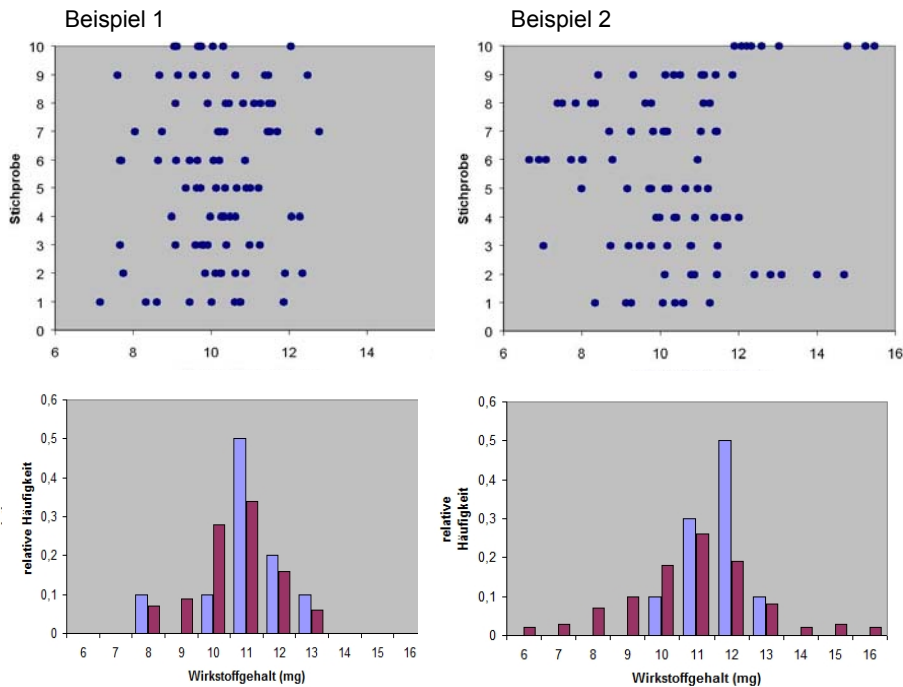 Beispiel 1
Stichprobe
10
9
8
7
6
5
4
3
2
1
0
6 8 10 12 14
Beispiel 2
Stichprobe
10
9
8
7
6
5
4
3
2
1
0
6 8 10 12 14 16
relative Häufigkeit
0,6
0,5
0,4
0,3
0,2
0,1
0
6 7 8 9 10 11 12 13 14 15 16
Wirkstoffgehalt (mg)
relative
Häufigkeit
0,6
0,5
0,4
0,3
0,2
0,1
0
6 7 8 9 10 11 12 13 14 15 16
Wirkstoffgehalt (mg)